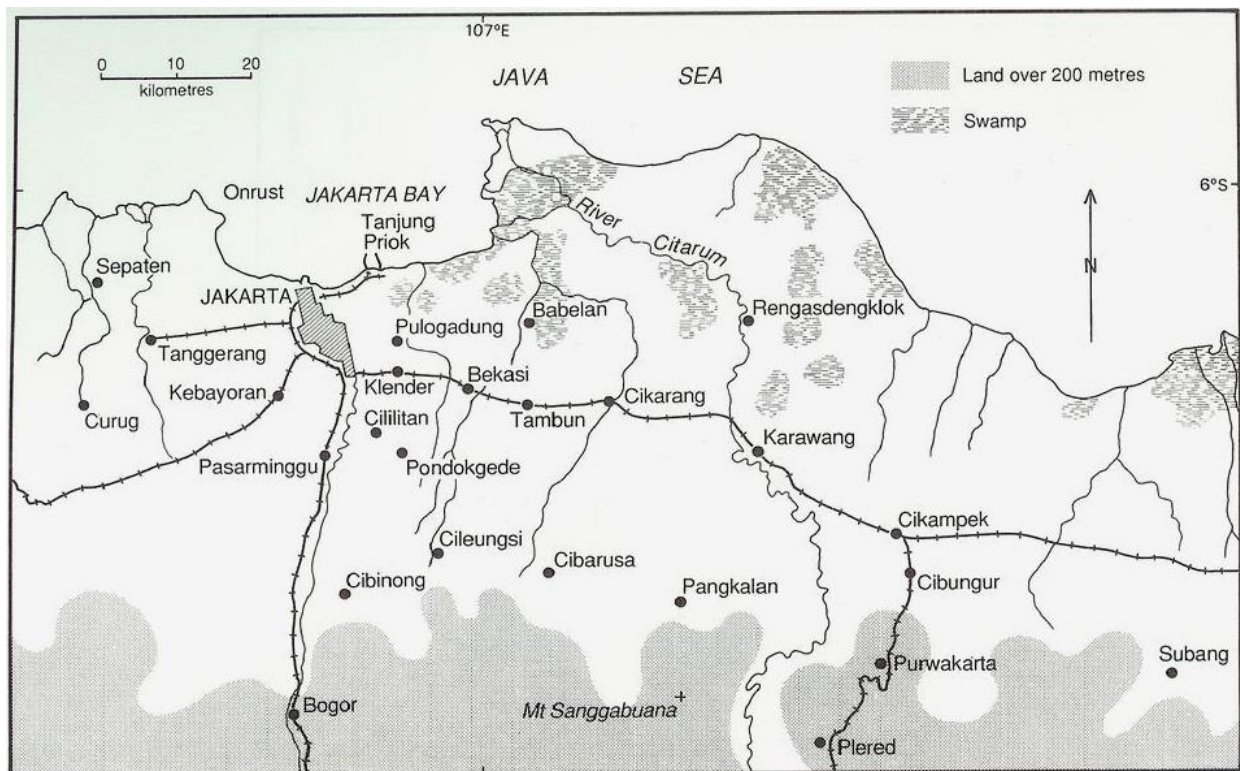 107°E
0 10 20
kilometres
JAVA SEA
Land over 200 metres
Swamp
6°S
Onrust
JAKARTA BAY
Tanjung
Priok
River Citarum
Sepaten
JAKARTA
N
Rengasdengklok
Babelan
Pulogadung
Tanggerang
Klender
Bekasi
Kebayoran
Cikarang
Tambun
Curug
Cililitan
Karawang
Pasarminggu
Pondokgede
Cikampek
Cileungsi
Cibarusa
Cibungur
Cibinong
Pangkalan
Purwakarta
Subang
Bogor
Mt Sanggabuana
Plered